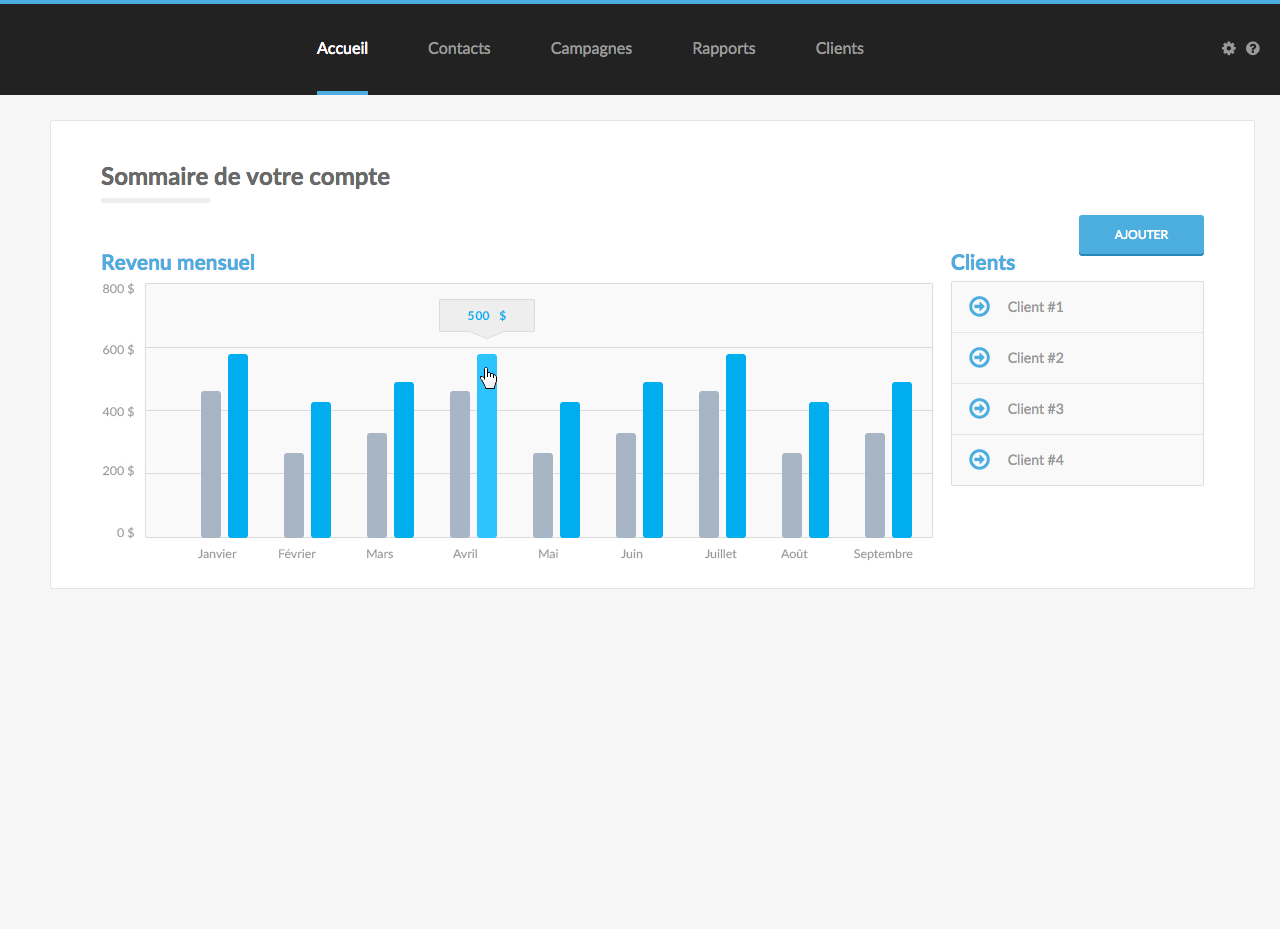 Accueil Contacts Campagnes Rapports Clients
Sommaire de votre compte
AJOUTER
Revenu mensuel
Clients
800 $
600 $
400 $
200 $
0 $
500 $
Janvier Février Mars Avril Mai Juin Juillet Août Septembre
Client #1
Client #2
Client #3
Client #4